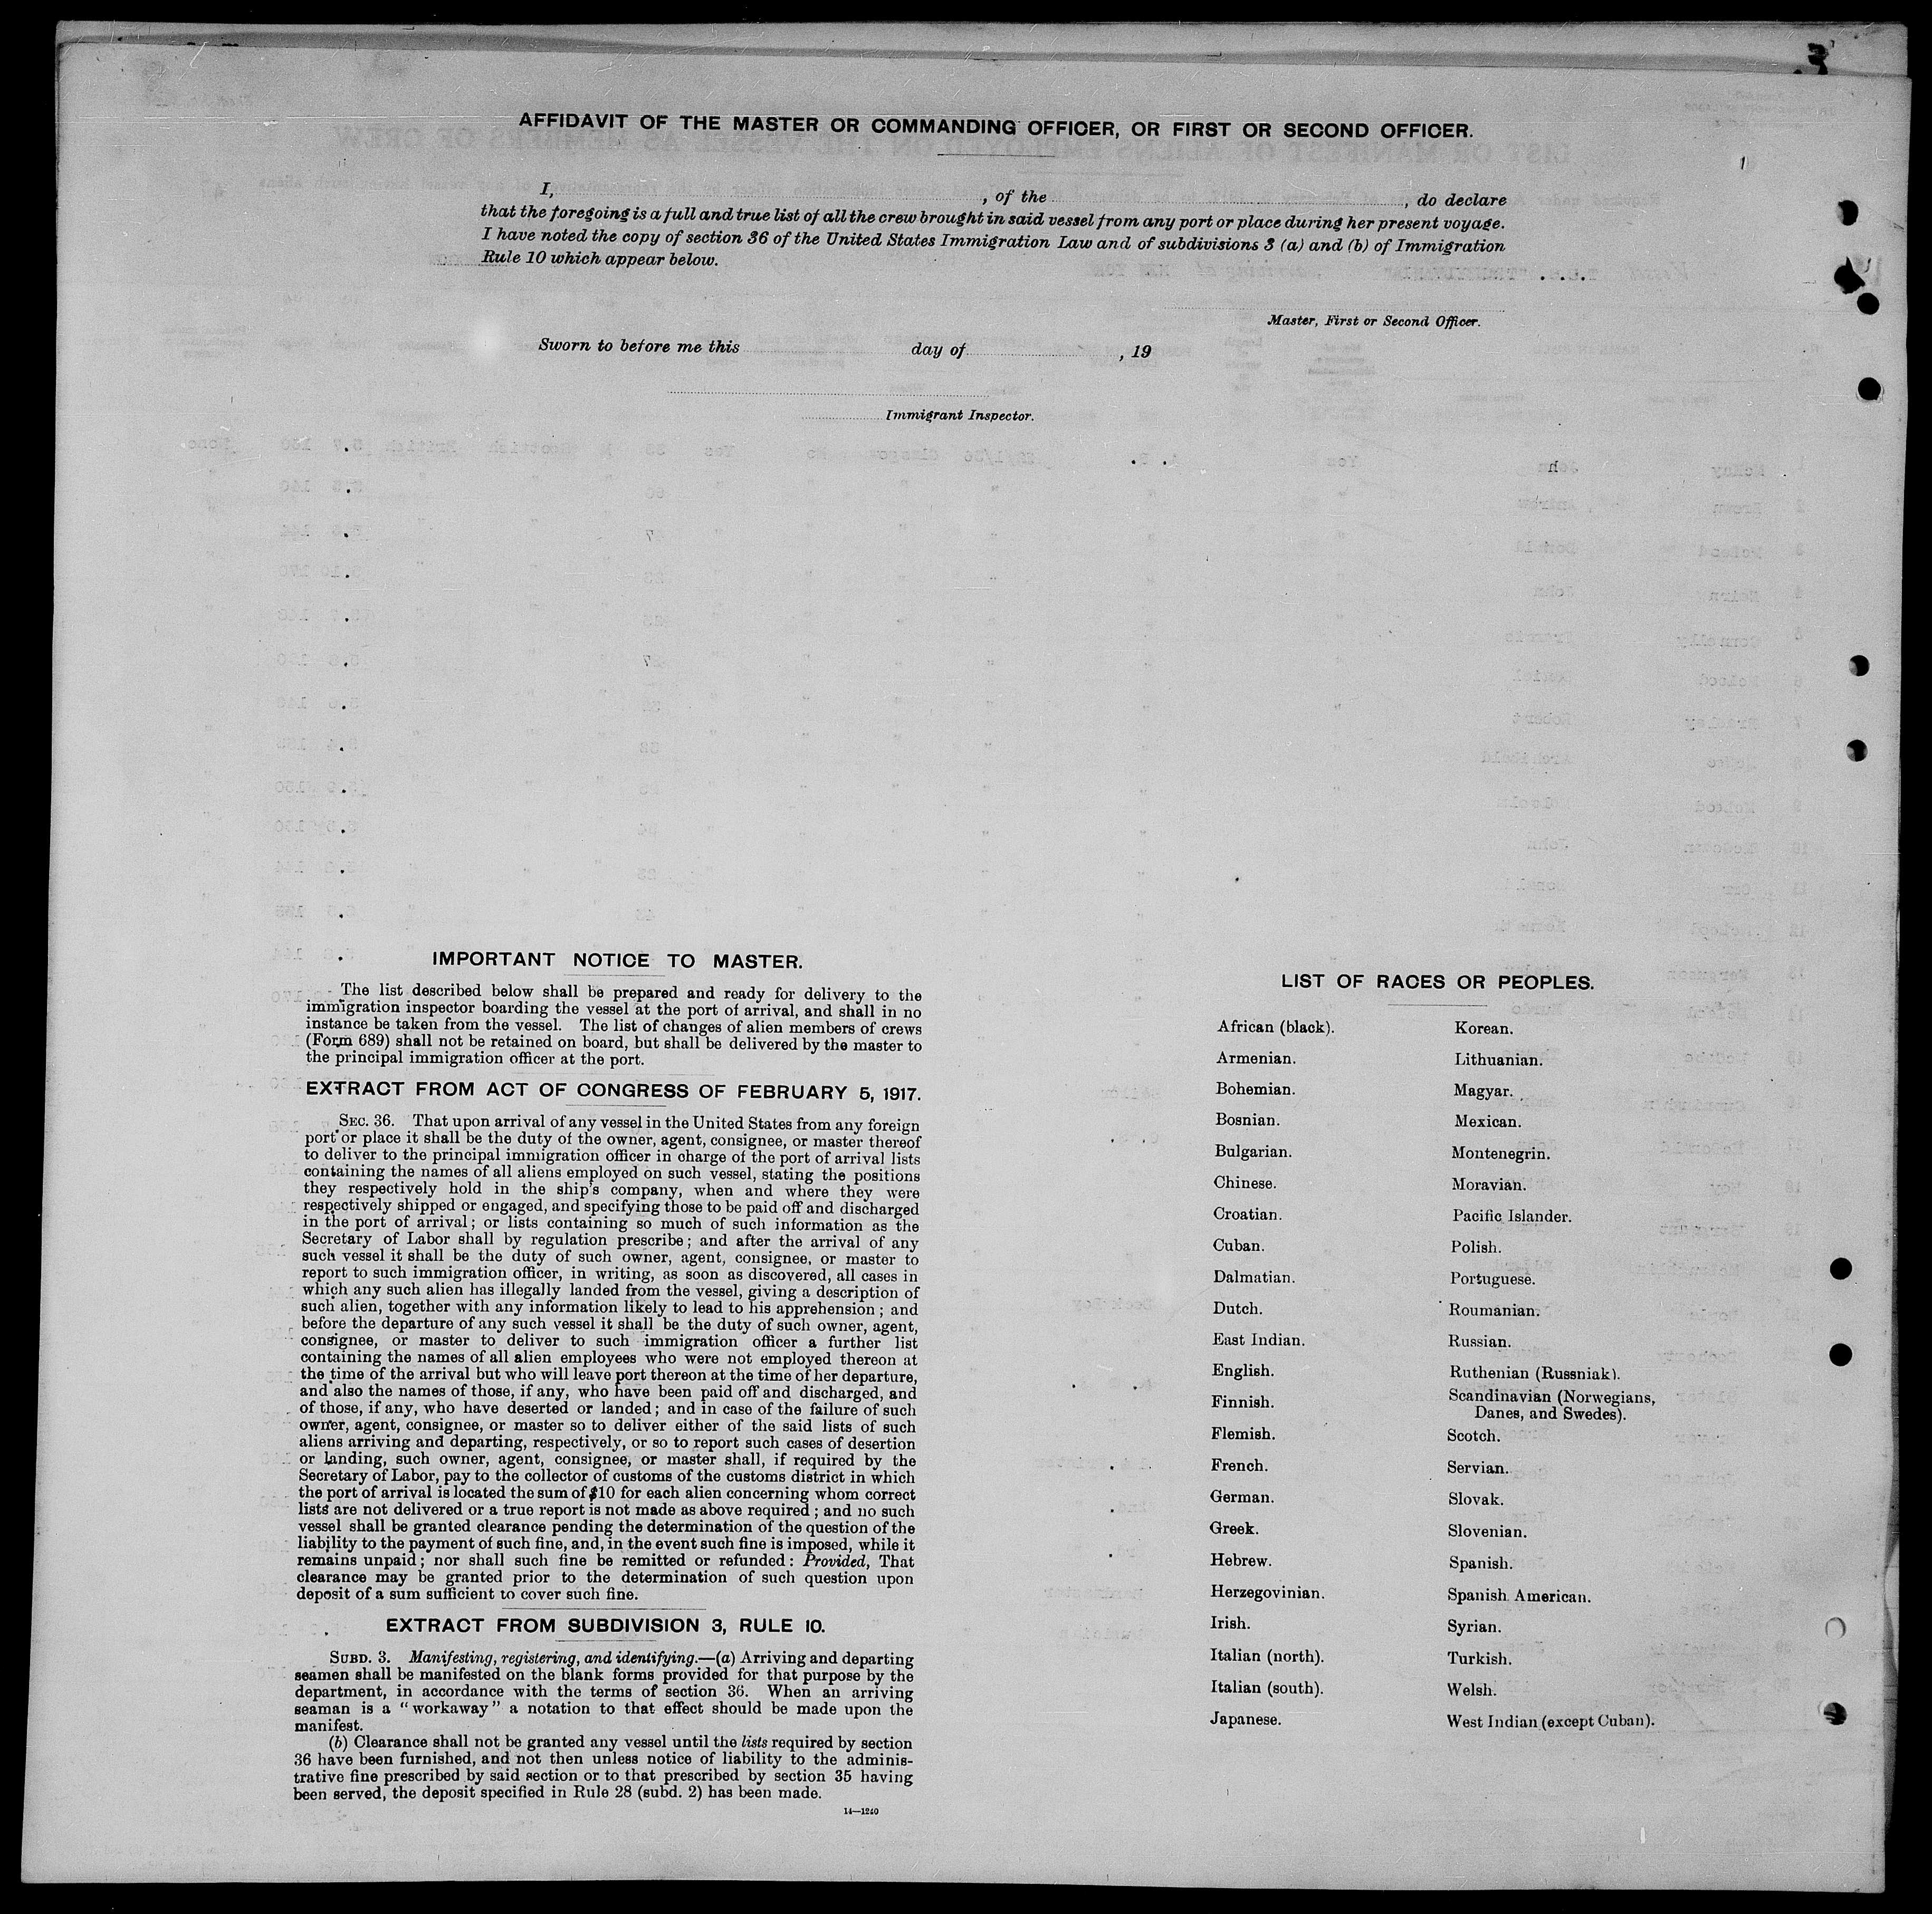 AFFIDAVIT OF THE MASTER OR COMMANDING OFFICER, OR FIRST OR SECOND OFFICER.
I, , of the , do declare
that the foregoing is a full and true list of all the crew brought in said vessel from any port or place during her present voyage.
I have noted the copy of section 36 of the United States Immigration Law and of subdivisions 3 (a) and (b) of Immigration
Rule 10 which appear below.
Master, First or Second Officer.
Sworn to before me this day of , 19
Immigrant Inspector.
IMPORTANT NOTICE TO MASTER.
The list described below shall be prepared and ready for delivery to the
immigration inspector boarding the vessel at the port of arrival, and shall in no
instance be taken from the vessel. The list of changes of alien members of crews
(Form 689) shall not be retained on board, but shall be delivered by the master to
the principal immigration officer at the port.
EXTRACT FROM ACT OF CONGRESS OF FEBRUARY 5, 1917.
SEC. 36. That upon arrival of any vessel in the United States from any foreign
port or place it shall be the duty of the owner, agent, consignee, or master thereof
to deliver to the principal immigration officer in charge of the port of arrival lists
containing the names of all aliens employed on such vessel, stating the positions
they respectively hold in the ship's company, when and where they were
respectively shipped or engaged, and specifying those to be paid off and discharged
in the port of arrival; or lists containing so much of such information as the
Secretary of Labor shall by regulation prescribe; and after the arrival of any
such vessel it shall be the duty of such owner, agent, consignee, or master to
report to such immigration officer, in writing, as soon as discovered, all cases in
which any such alien has illegally landed from the vessel, giving a description of
such alien, together with any information likely to lead to his apprehension; and
before the departure of any such vessel it shall be the duty of such owner, agent,
consignee, or master to deliver to such immigration officer a further list
containing the names of all alien employees who were not employed thereon at
the time of the arrival but who will leave port thereon at the time of her departure,
and also the names of those, if any, who have been paid off and discharged, and
of those, if any, who have deserted or landed; and in case of the failure of such
owner, agent, consignee, or master so to deliver either of the said lists of such
aliens arriving and departing, respectively, or so to report such cases of desertion
or landing, such owner, agent, consignee, or master shall, if required by the
Secretary of Labor, pay to the collector of customs of the customs district in which
the port of arrival is located the sum of $10 for each alien concerning whom correct
lists are not delivered or a true report is not made as above required; and no such
vessel shall be granted clearance pending the determination of the question of the
liability to the payment of such fine, and, in the event such fine is imposed, while it
remains unpaid; nor shall such fine be remitted or refunded: Provided, That
clearance may be granted prior to the determination of such question upon
deposit of a sum sufficient to cover such fine.
EXTRACT FROM SUBDIVISION 3, RULE 10.
SUBD. 3. Manifesting, registering, and identifying.—(a) Arriving and departing
seamen shall be manifested on the blank forms provided for that purpose by the
department, in accordance with the terms of section 36. When an arriving
seaman is a "workaway" a notation to that effect should be made upon the
manifest.
(b) Clearance shall not be granted any vessel until the lists required by section
36 have been furnished, and not then unless notice of liability to the adminis-
trative fine prescribed by said section or to that prescribed by section 35 having
been served, the deposit specified in Rule 28 (subd. 2) has been made.
14—1240
LIST OF RACES OR PEOPLES.
African (black).
Armenian.
Bohemian.
Bosnian.
Bulgarian.
Chinese.
Croatian.
Cuban.
Dalmatian.
Dutch.
East Indian.
English.
Finnish.
Flemish.
French.
German.
Greek.
Hebrew.
Herzegovinian.
Irish.
Italian (north).
Italian (south).
Japanese.
Korean.
Lithuanian.
Magyar.
Mexican.
Montenegrin.
Moravian.
Pacific Islander.
Polish.
Portuguese.
Roumanian.
Russian.
Ruthenian (Russniak).
Scandinavian (Norwegians,
Danes, and Swedes).
Scotch.
Servian.
Slovak.
Slovenian.
Spanish.
Spanish American.
Syrian.
Turkish.
Welsh.
West Indian (except Cuban).